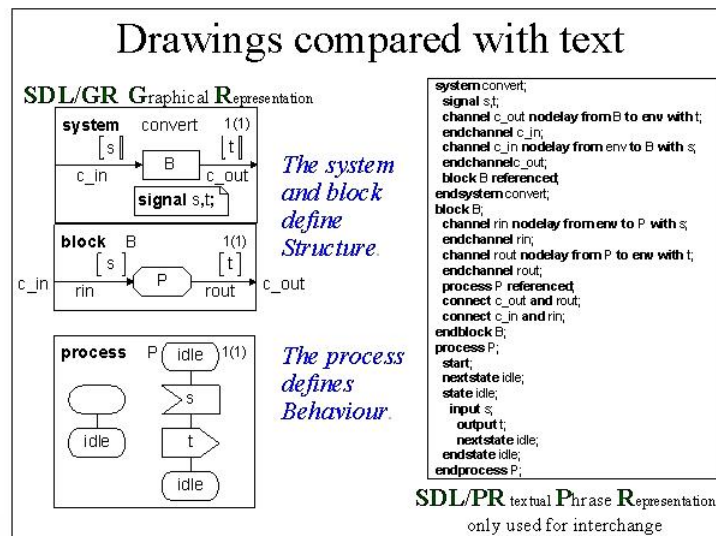 Drawings compared with text
SDL/GR Graphical Representation
system convert 1(1)
[ s ] [ t ]
B
c_in c_out
signal s,t;
The system
and block
define
Structure.
block B 1(1)
[ s ] [ t ]
c_in P c_out
rin rout
process P idle 1(1)
s
idle t
idle
The process
defines
Behaviour.
system convert;
signal s,t;
channel c_out nodelay from B to env with t;
endchannel c_in;
channel c_in nodelay from env to B with s;
endchannelc_out;
block B referenced;
endsystem convert;
block B;
channel rin nodelay from env to P with s;
endchannel rin;
channel rout nodelay from P to env with t;
endchannel rout;
process P referenced;
connect c_out and rout;
connect c_in and rin;
endblock B;
process P;
start;
nextstate idle;
state idle;
input s;
output t;
nextstate idle;
endstate idle;
endprocess P;
SDL/PR textual Phrase Representation
only used for interchange